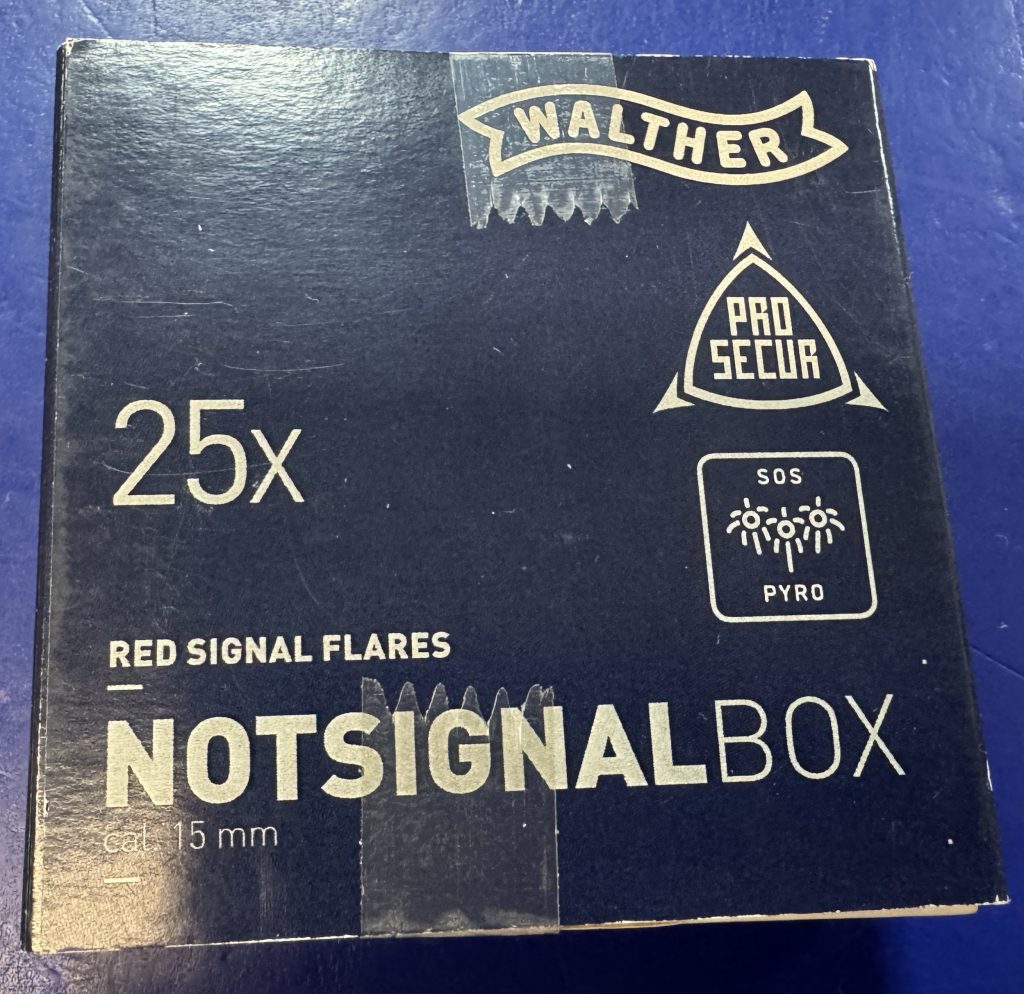 WALTHER
PRO
SECUR
25x
SOS
PYRO
RED SIGNAL FLARES
NOTSIGNALBOX
cal. 15 mm